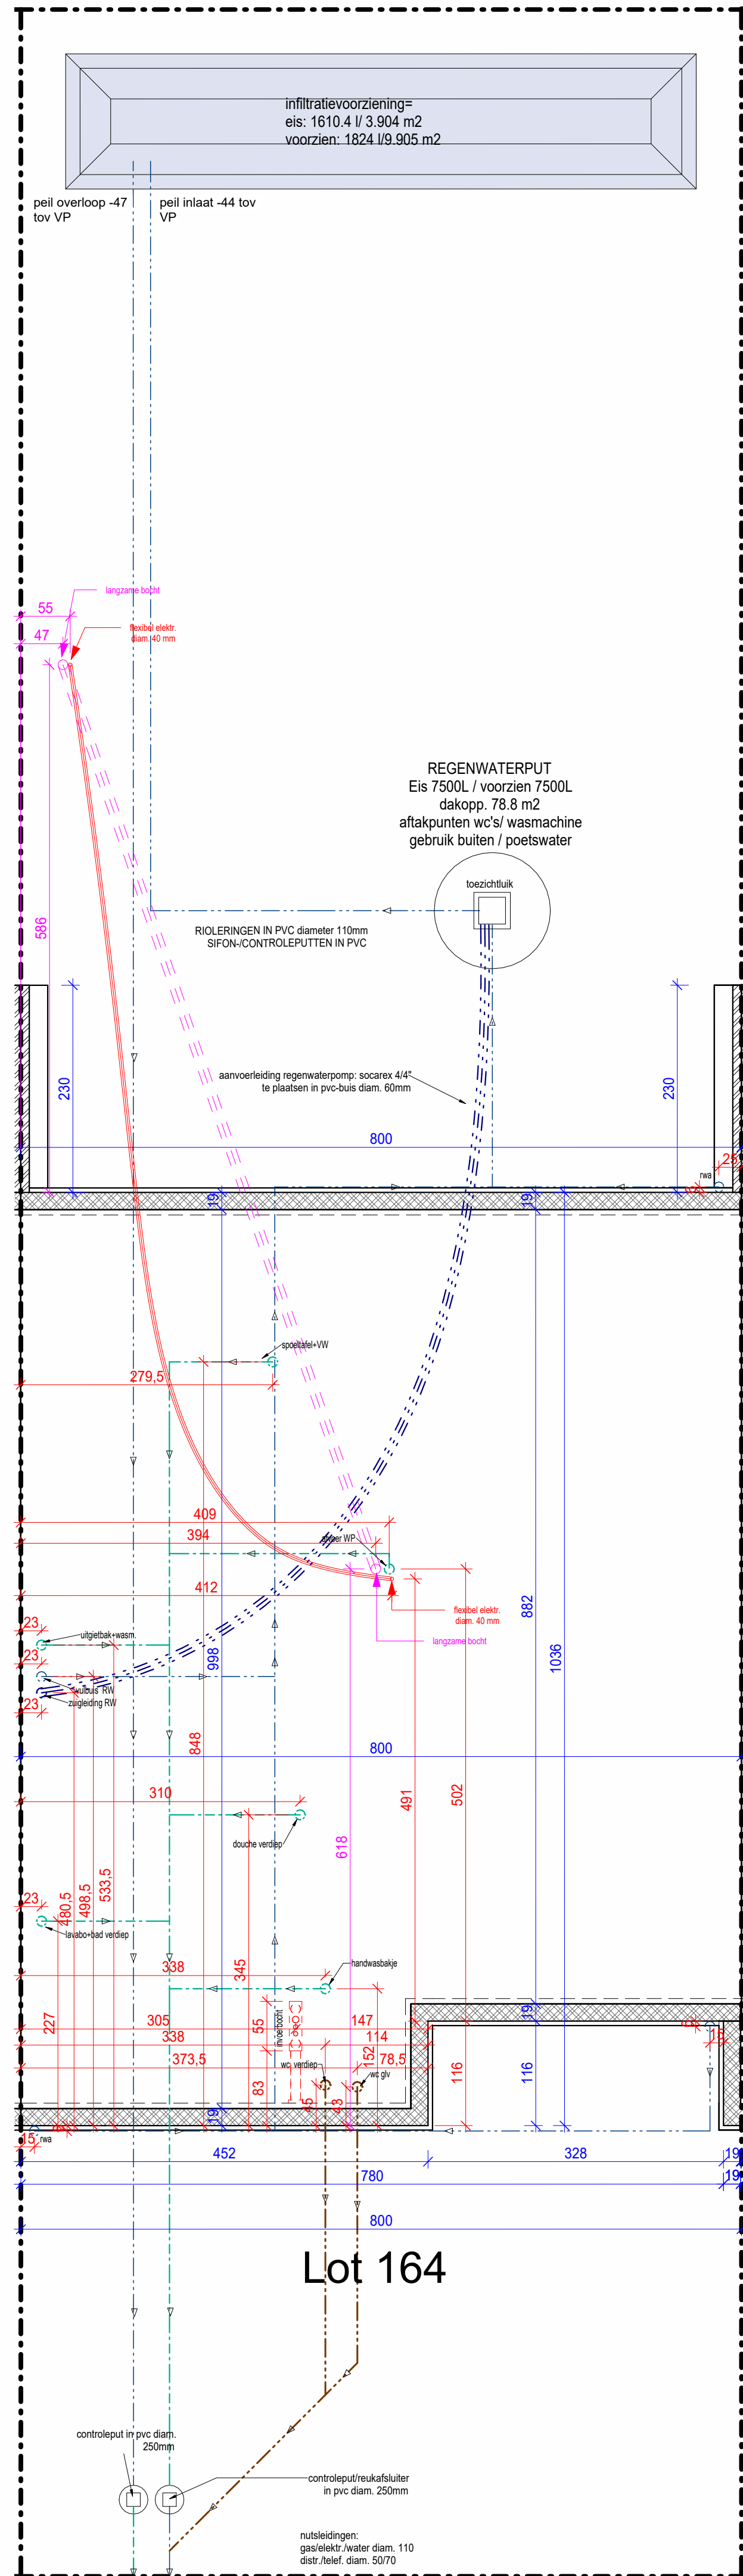 infiltratievoorziening=
eis: 1610.4 l/ 3.904 m2
voorzien: 1824 l/9.905 m2
peil overloop -47
tov VP
peil inlaat -44 tov
VP
langzame bocht
55
flexibel elektr.
diam. 40 mm
47
586
REGENWATERPUT
Eis 7500L / voorzien 7500L
dakopp. 78.8 m2
aftakpunten wc's/ wasmachine
gebruik buiten / poetswater
toezichtluik
RIOLERINGEN IN PVC diameter 110mm
SIFON-/CONTROLEPUTTEN IN PVC
aanvoerleiding regenwaterpomp: socarex 4/4"
te plaatsen in pvc-buis diam. 60mm
230
230
800
rwa
25
19
19
spoeltafel+VW
279,5
409
394
412
flexibel elektr.
diam. 40 mm
langzame bocht
882
1036
998
23
uitgietbak+wasm.
23
vulbuis RW
zuigleiding RW
23
848
800
491
502
310
douche verdiep
618
533,5
498,5
480,5
23
lavabo+bad verdiep
338
345
handwasbakje
227
305
55
invoerbocht
147
19
338
114
373,5
152
78,5
wc verdiep
wc glv
83
45
43
116
116
15
19
15
rwa
452
328
19
780
19
800
Lot 164
controleput in pvc diam.
250mm
controleput/reukafsluiter
in pvc diam. 250mm
nutsleidingen:
gas/elektr./water diam. 110
distr./telef. diam. 50/70